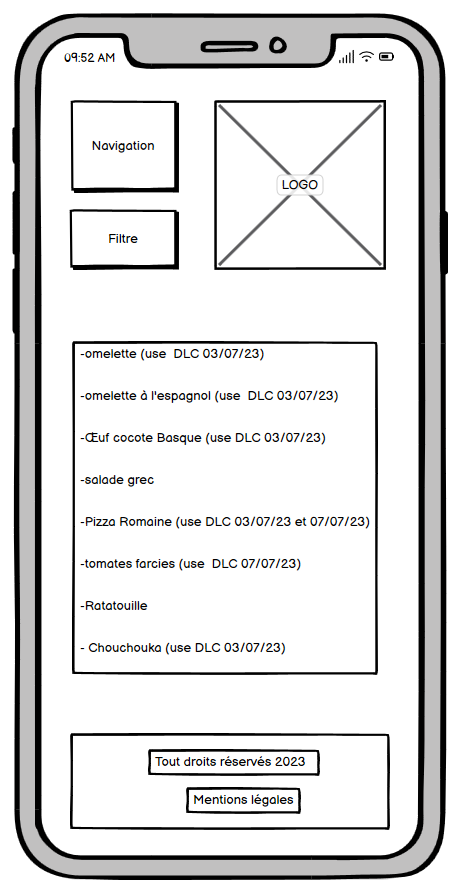 09:52 AM
Navigation
LOGO
Filtre
-omelette (use  DLC 03/07/23)
-omelette à l'espagnol (use  DLC 03/07/23)
-Œuf cocote Basque (use DLC 03/07/23)
-salade grec
-Pizza Romaine (use DLC 03/07/23 et 07/07/23)
-tomates farcies (use  DLC 07/07/23)
-Ratatouille
- Chouchouka (use DLC 03/07/23)
Tout droits réservés 2023
Mentions légales